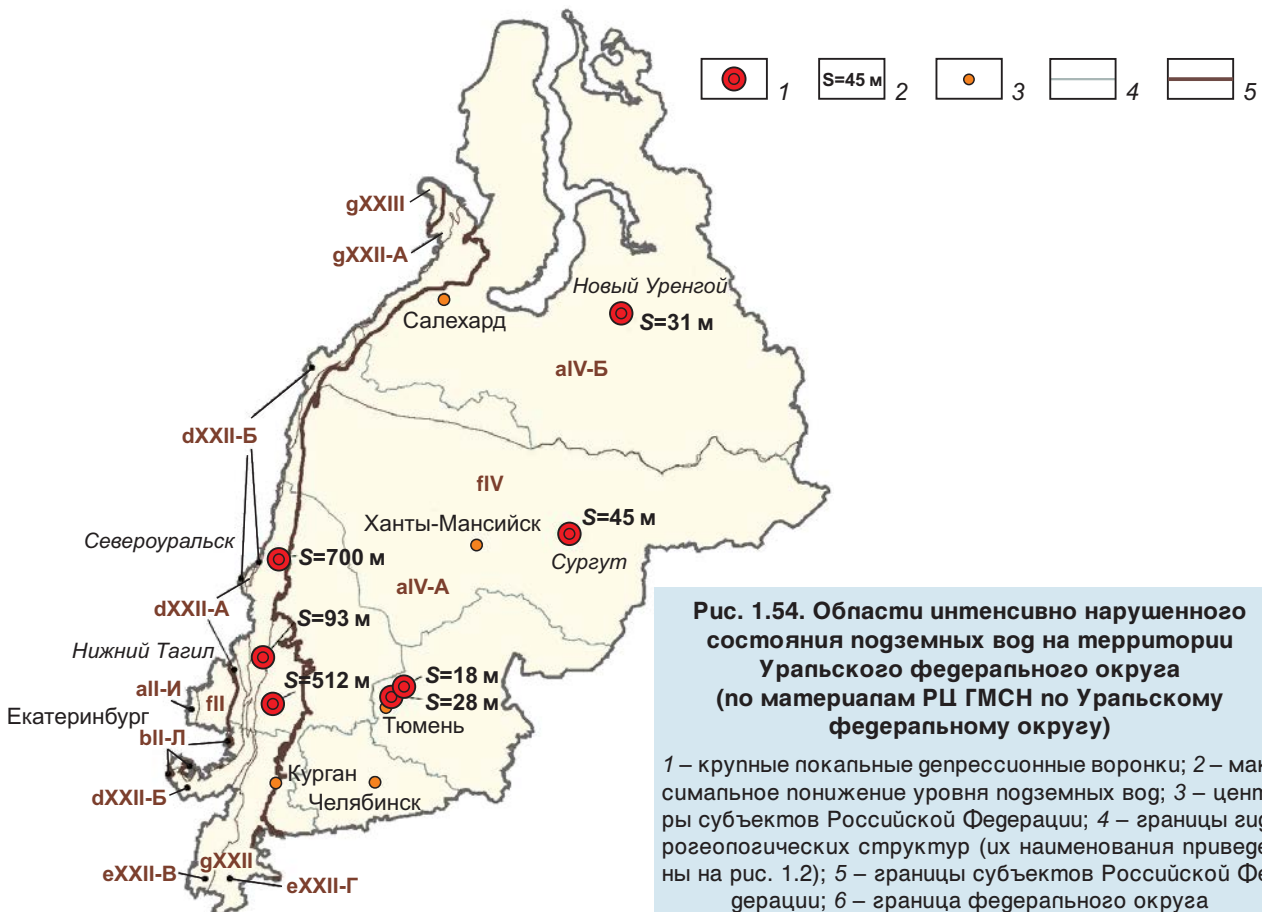 1
S=45 м 2
3
4
5
gXXIII
gXXII-А
Новый Уренгой
S=31 м
Салехард
aIV-Б
dXXII-Б
fIV
Ханты-Мансийск
S=45 м
Сургут
Североуральск
S=700 м
aIV-А
dXXII-А
S=93 м
Нижний Тагил
S=512 м
S=18 м
S=28 м
aII-И
fII
Тюмень
Екатеринбург
bII-Л
Курган
Челябинск
dXXII-Б
gXXII
eXXII-В
eXXII-Г
Рис. 1.54. Области интенсивно нарушенного
состояния подземных вод на территории
Уральского федерального округа
(по материалам РЦ ГМСН по Уральскому
федеральному округу)
1 – крупные локальные депрессионные воронки; 2 – мак
симальное понижение уровня подземных вод; 3 – цент
ры субъектов Российской Федерации; 4 – границы гид
рогеологических структур (их наименования приведе
ны на рис. 1.2); 5 – границы субъектов Российской Фе
дерации; 6 – граница федерального округа